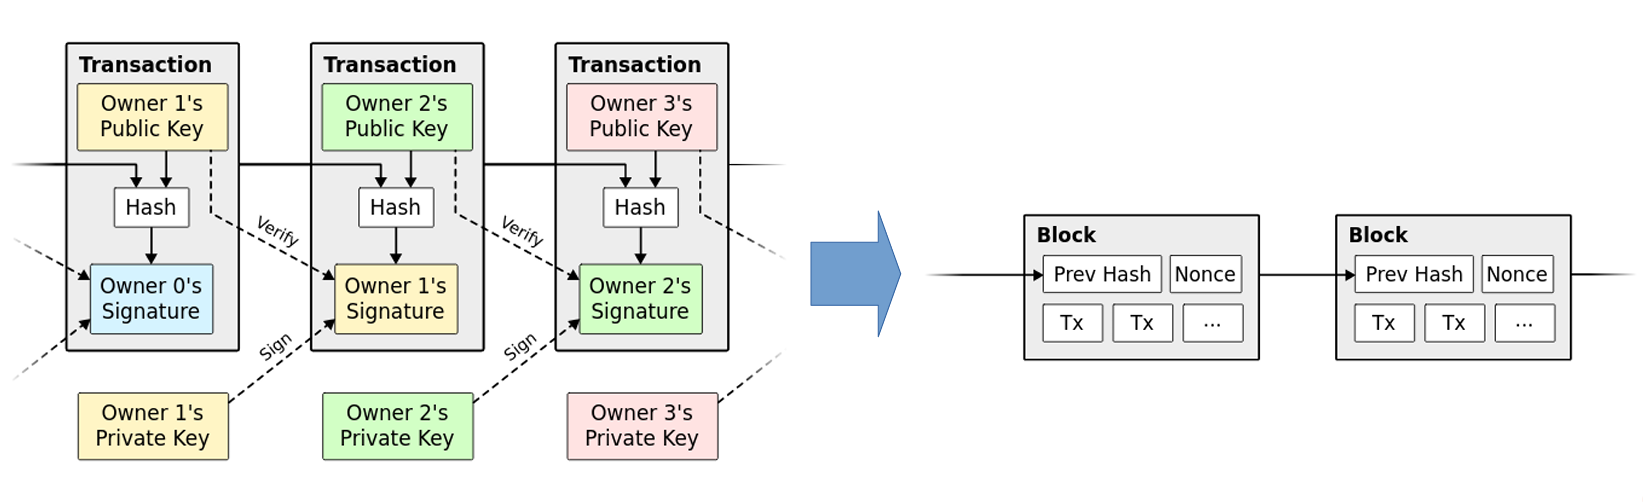 Transaction
Owner 1's
Public Key
Hash
Owner 0's
Signature
Owner 1's
Private Key
Verify
Sign
Transaction
Owner 2's
Public Key
Hash
Owner 1's
Signature
Owner 2's
Private Key
Verify
Sign
Transaction
Owner 3's
Public Key
Hash
Owner 2's
Signature
Owner 3's
Private Key
Block
Prev Hash Nonce
Tx Tx ...
Block
Prev Hash Nonce
Tx Tx ...